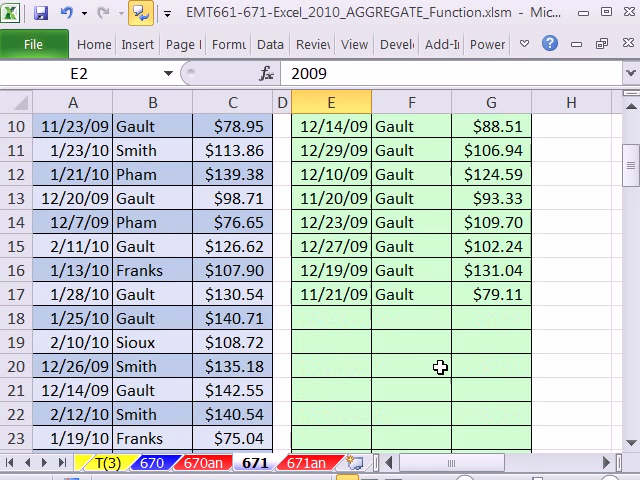 EMT661-671-Excel_2010_AGGREGATE_Function.xlsm - Mic...
File Home Insert Page l Formu Data Reviev View Develo Add-I Power
E2 fx 2009
A B C D E F G H
10 11/23/09 Gault $78.95 12/14/09 Gault $88.51
11 1/23/10 Smith $113.86 12/29/09 Gault $106.94
12 1/21/10 Pham $139.38 12/10/09 Gault $124.59
13 12/20/09 Gault $98.71 11/20/09 Gault $93.33
14 12/7/09 Pham $76.65 12/23/09 Gault $109.70
15 2/11/10 Gault $126.62 12/27/09 Gault $102.24
16 1/13/10 Franks $107.90 12/19/09 Gault $131.04
17 1/28/10 Gault $130.54 11/21/09 Gault $79.11
18 1/25/10 Gault $140.71
19 2/10/10 Sioux $108.72
20 12/26/09 Smith $135.18
21 12/14/09 Gault $142.55
22 2/12/10 Smith $140.54
23 1/19/10 Franks $75.04
T(3) 670 670an 671 671an